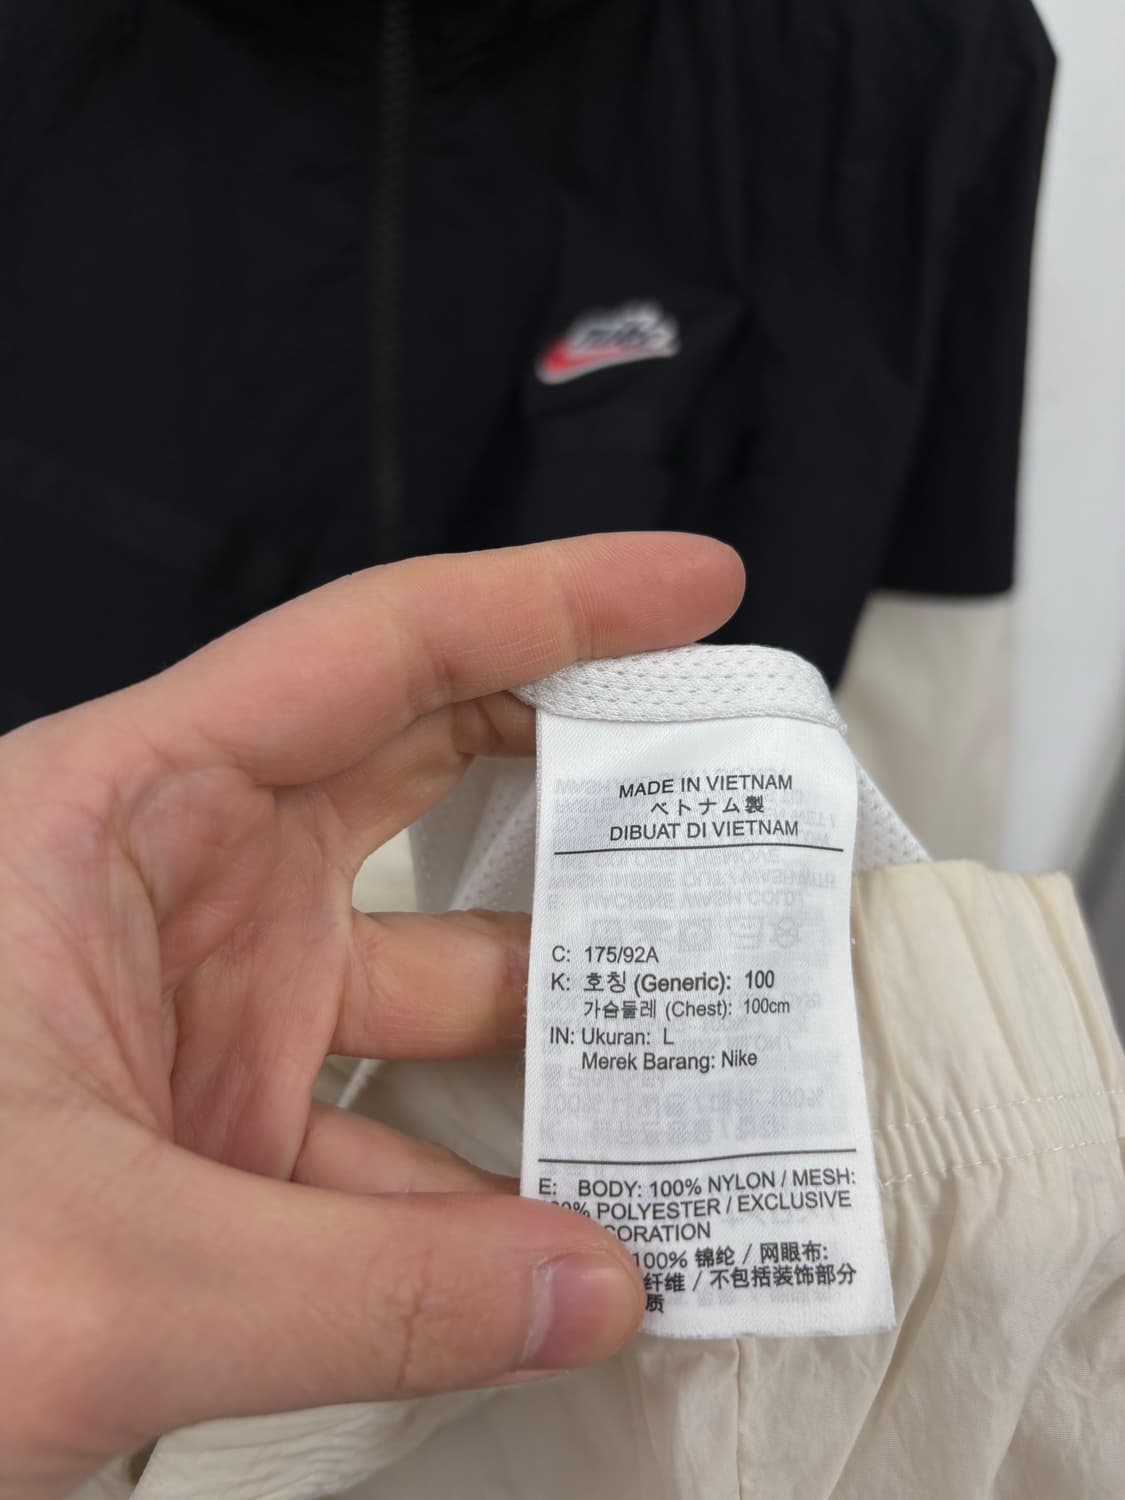 MADE IN VIETNAM
ベトナム製
DIBUAT DI VIETNAM
C: 175/92A
K: 호칭 (Generic): 100
가슴둘레 (Chest): 100cm
IN: Ukuran: L
Merek Barang: Nike
E: BODY: 100% NYLON / MESH:
% POLYESTER / EXCLUSIVE
CORATION
100% 锦纶 / 网眼布:
纤维 / 不包括装饰部分
质